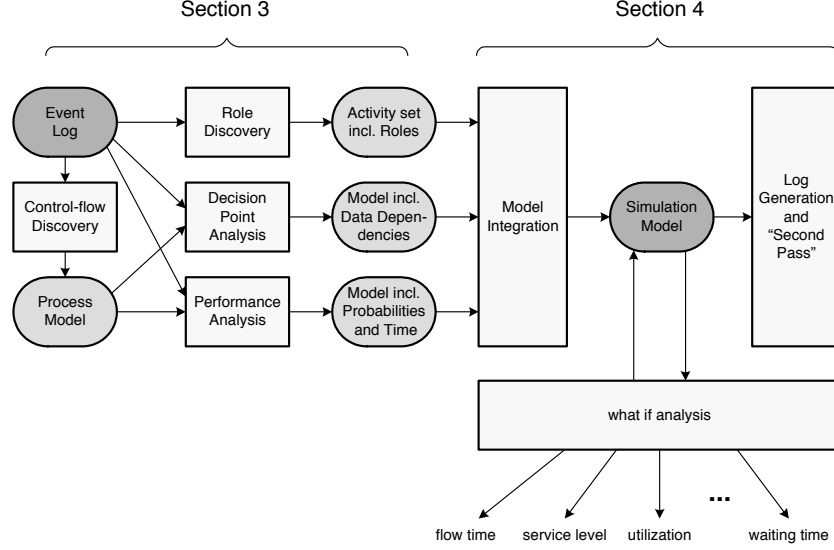 Section 3
Section 4
Event
Log
Role
Discovery
Activity set
incl. Roles
Control-flow
Discovery
Decision
Point
Analysis
Model incl.
Data Depen-
dencies
Process
Model
Performance
Analysis
Model incl.
Probabilities
and Time
Model
Integration
Simulation
Model
Log
Generation
and
“Second
Pass”
what if analysis
...
flow time
service level
utilization
waiting time